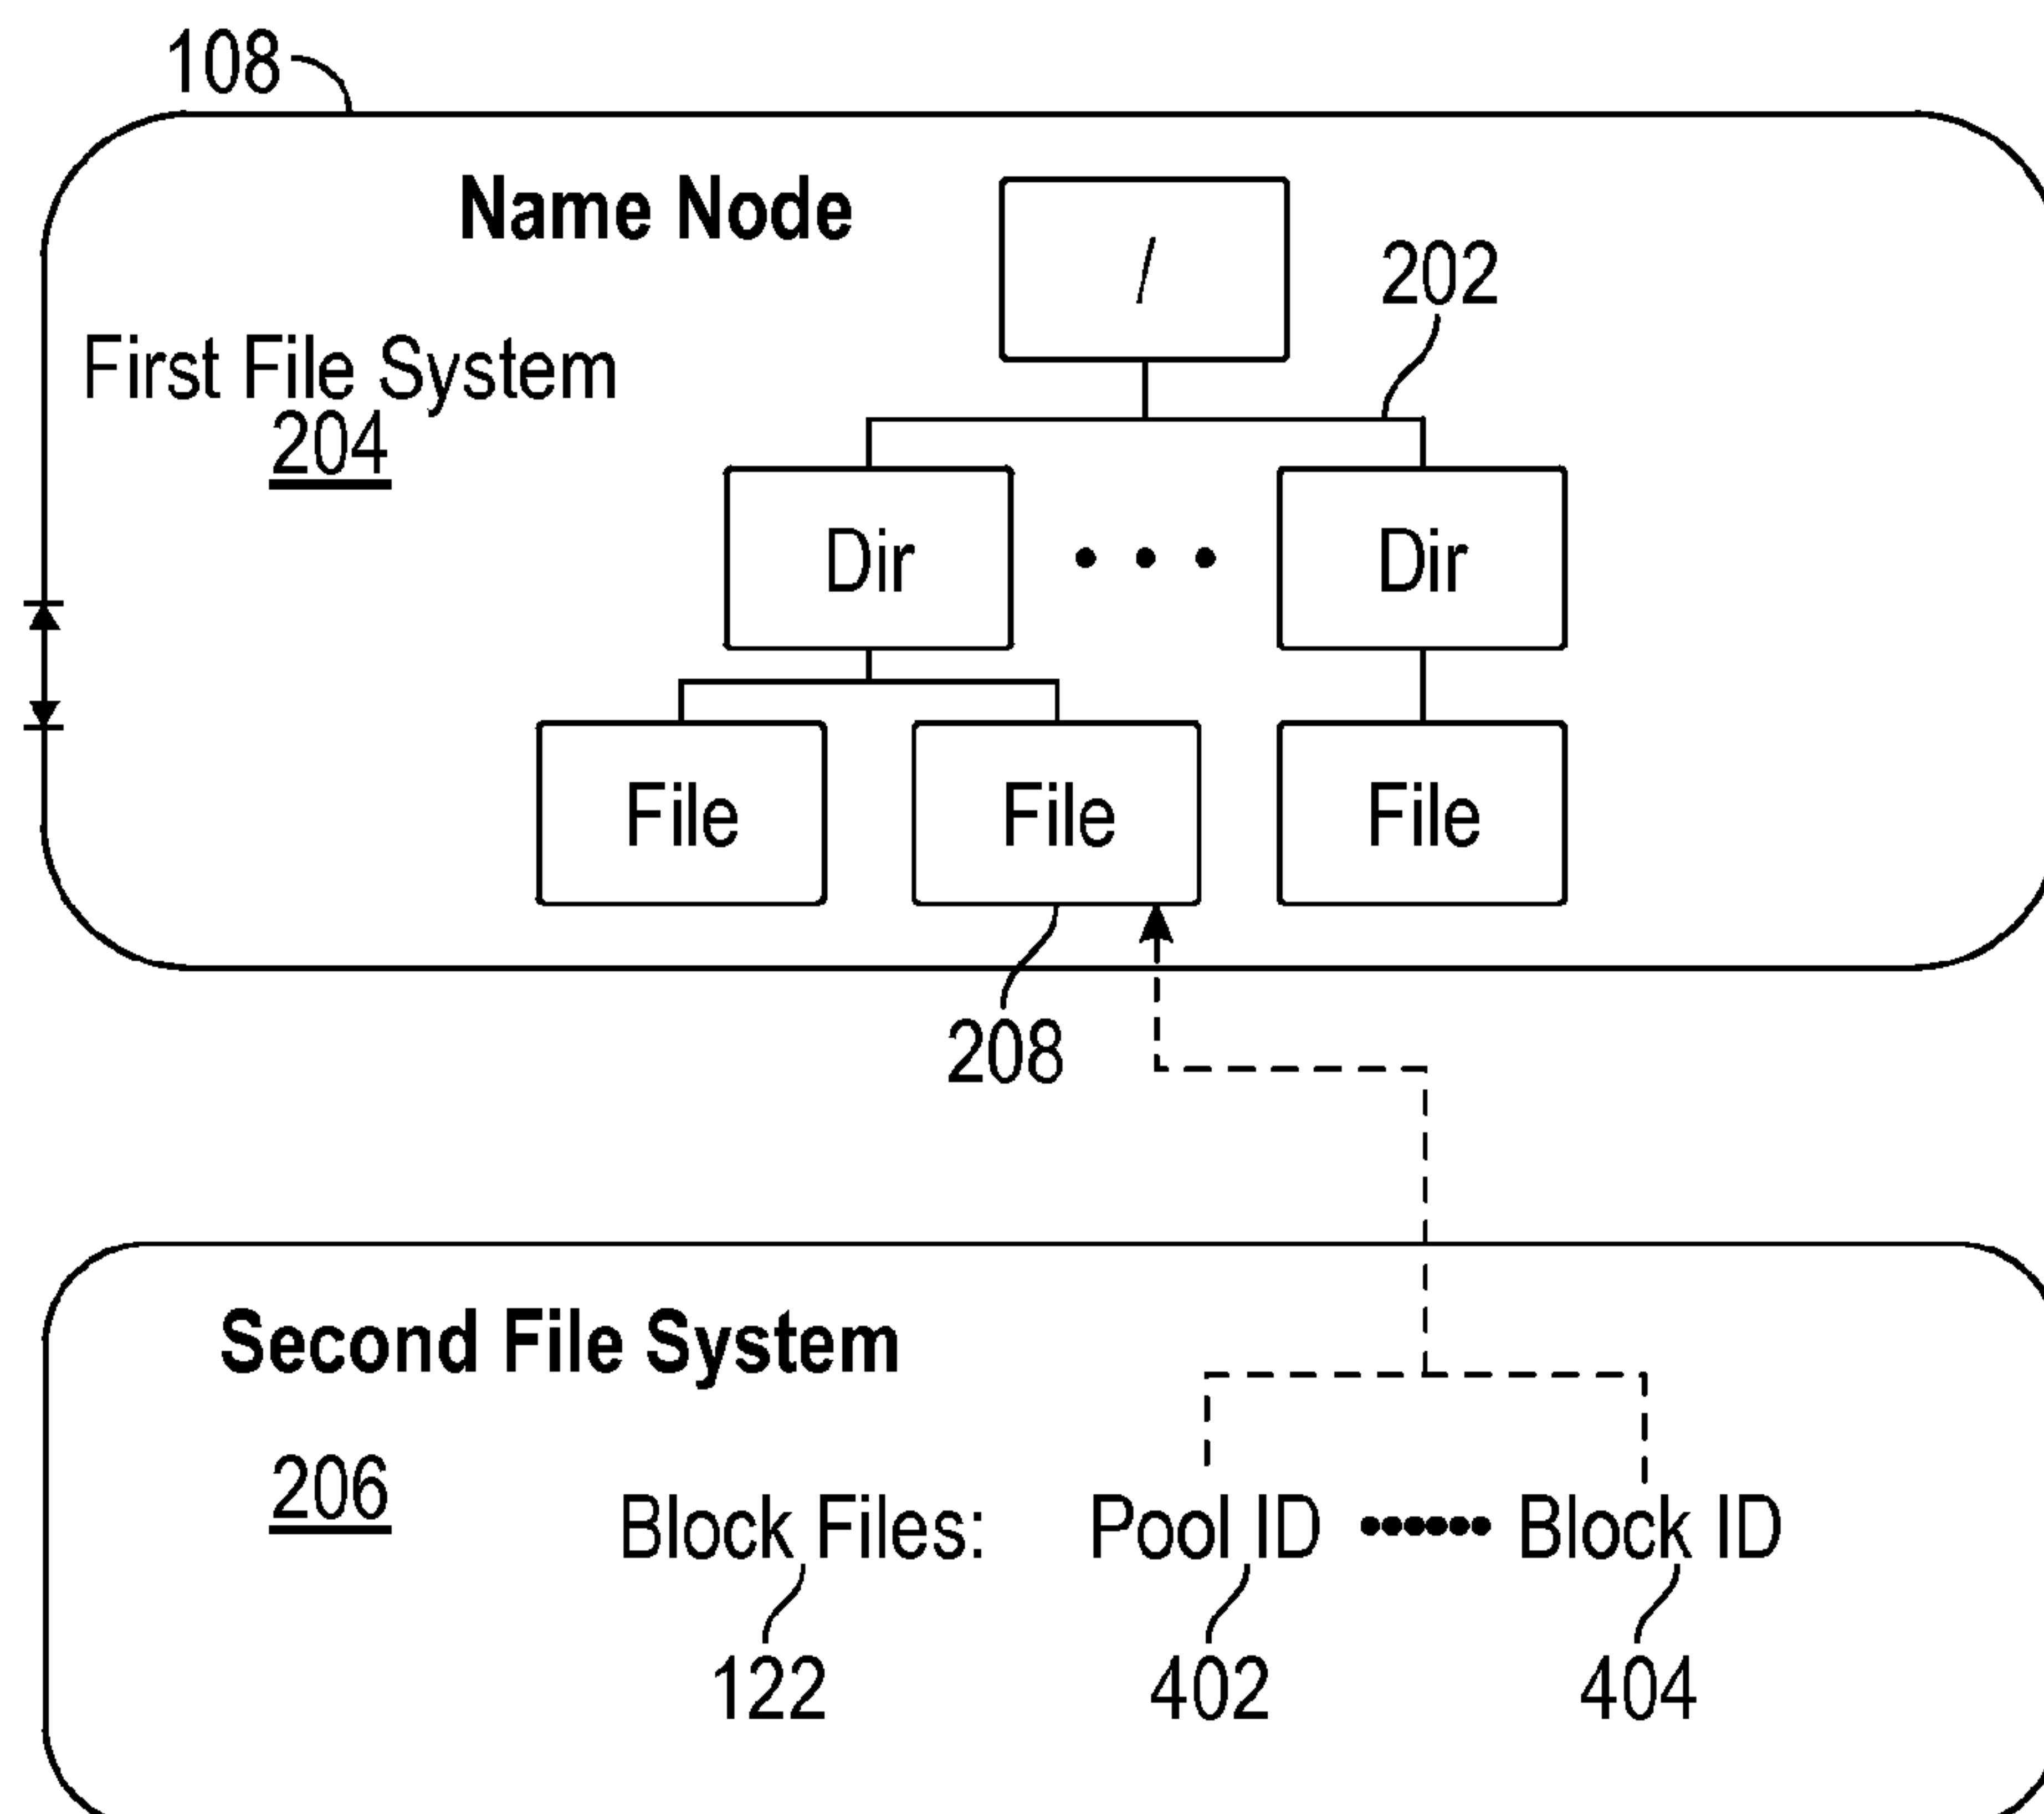 108
Name Node
/
202
First File System
204
Dir • • • Dir
File File File
208
Second File System
206
Block Files: Pool ID •••••• Block ID
122 402 404